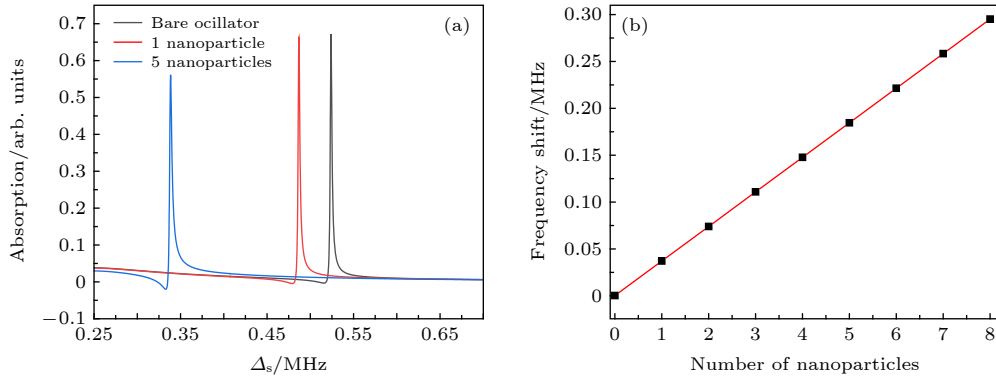 (a)
Bare ocillator
1 nanoparticle
5 nanoparticles
Absorption/arb. units
0.7
0.6
0.5
0.4
0.3
0.2
0.1
0
−0.1
0.25
0.35
0.45
0.55
0.65
Δs/MHz
(b)
Frequency shift/MHz
0.30
0.25
0.20
0.15
0.10
0.05
0
0 1 2 3 4 5 6 7 8
Number of nanoparticles